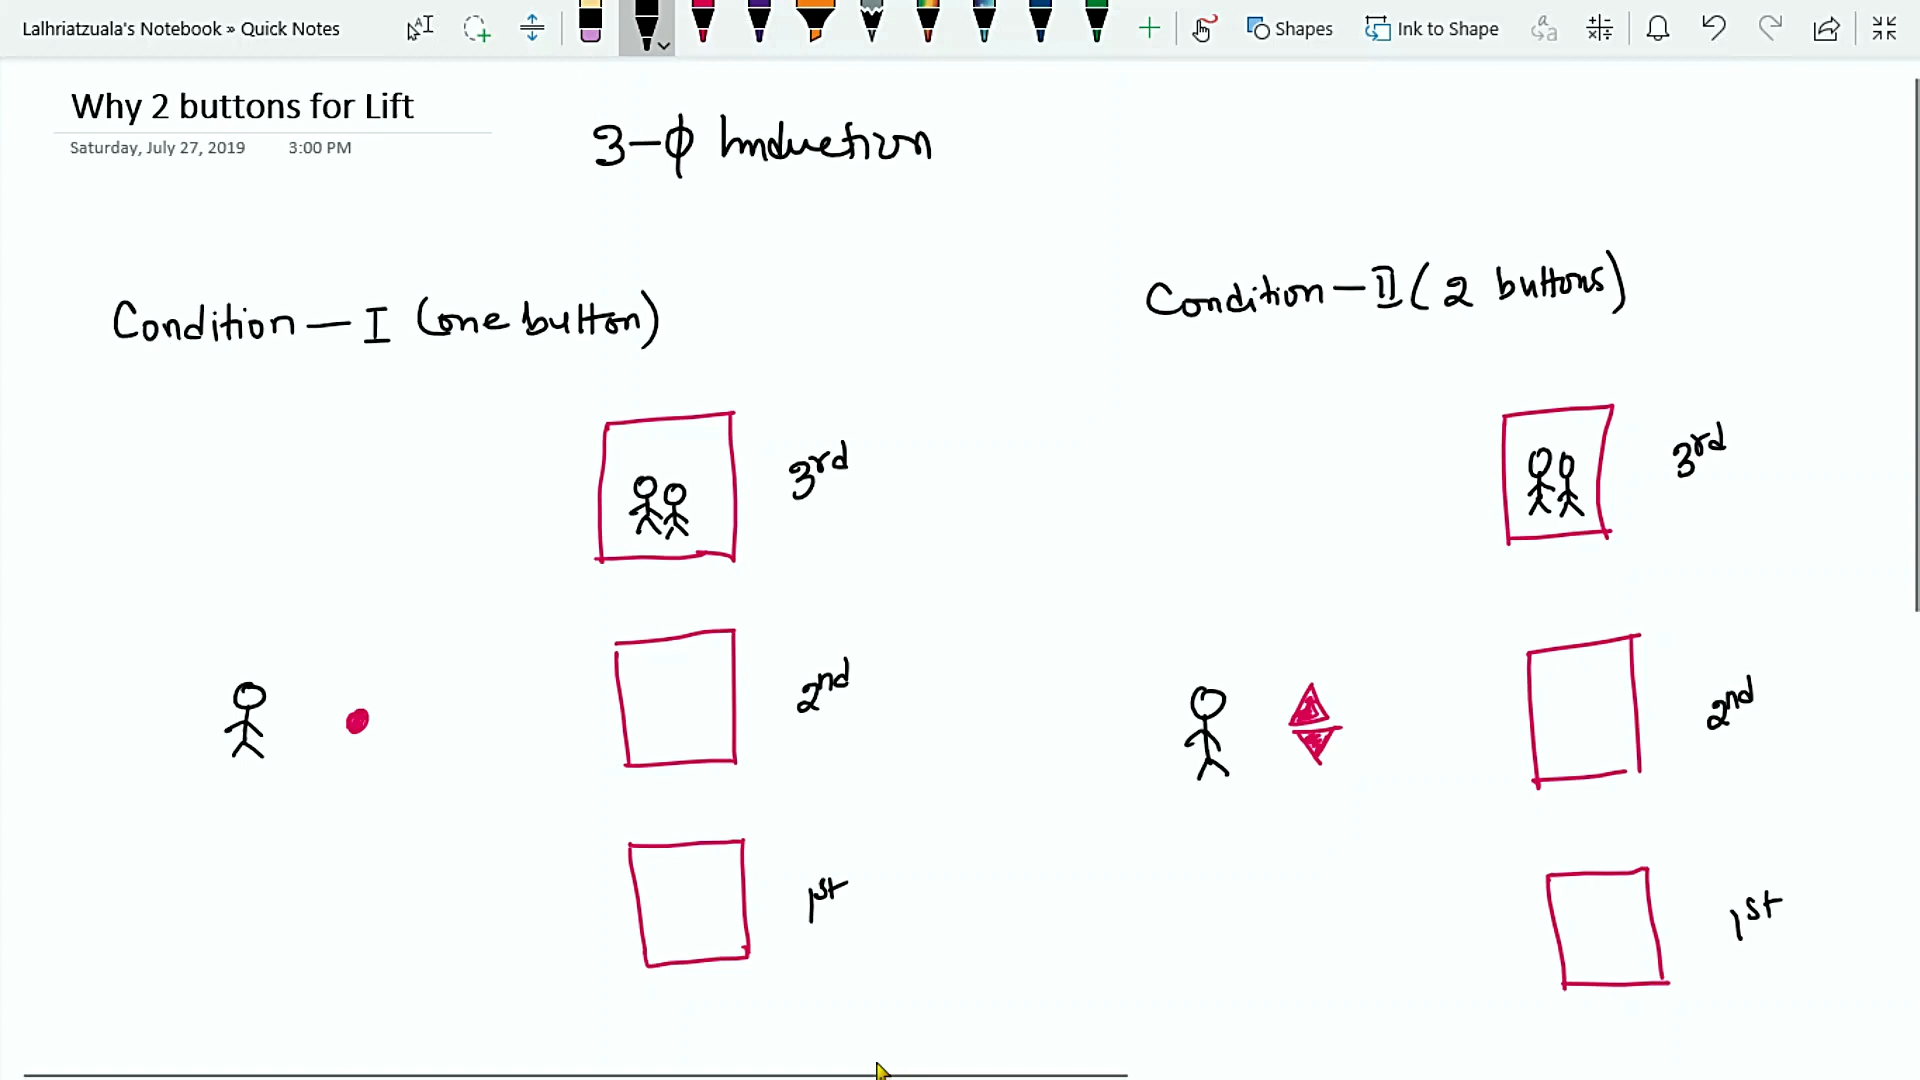 Lalhriatzuala's Notebook » Quick Notes
Shapes
Ink to Shape
Why 2 buttons for Lift
Saturday, July 27, 2019 3:00 PM
3-ϕ Induction
Condition - I (one button)
Condition - II (2 buttons)
3rd
3rd
2nd
2nd
1st
1st